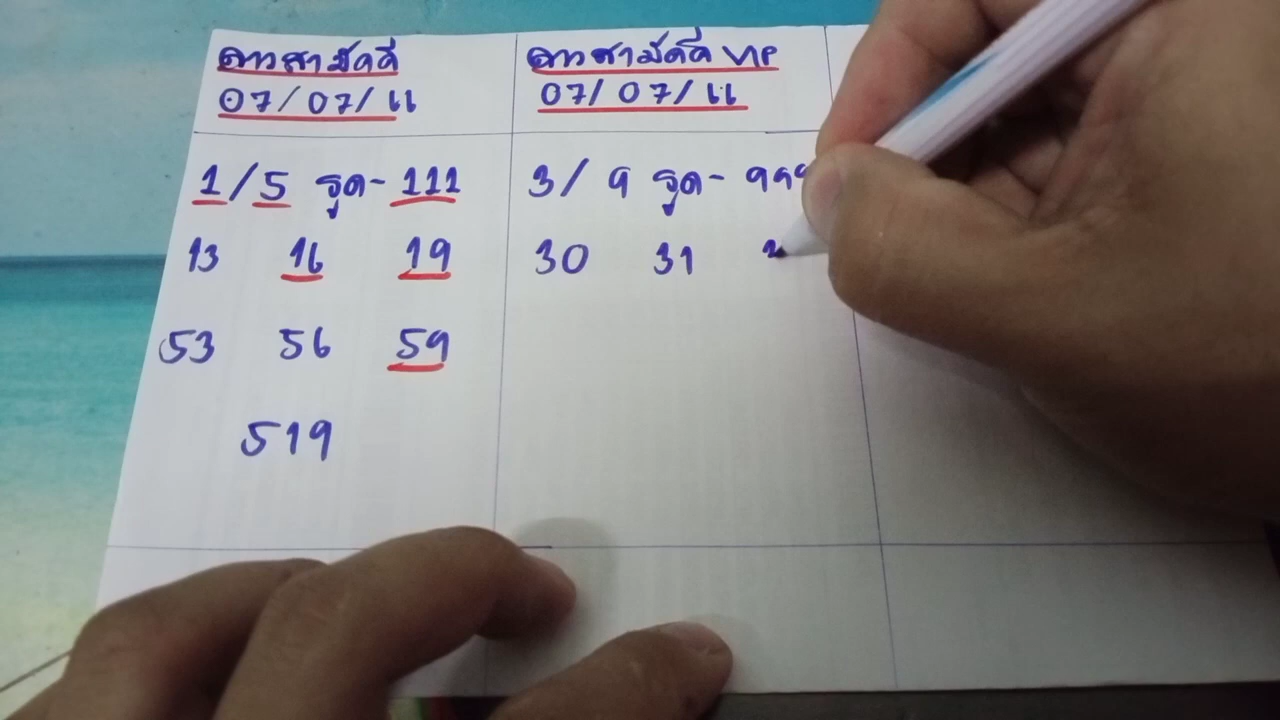 ลาวสามัคคี
07/07/66
1/5 รูด- 111
13 16 19
53 56 59
519
ลาวสามัคคี VIP
07/07/66
3/9 รูด- 999
30 31